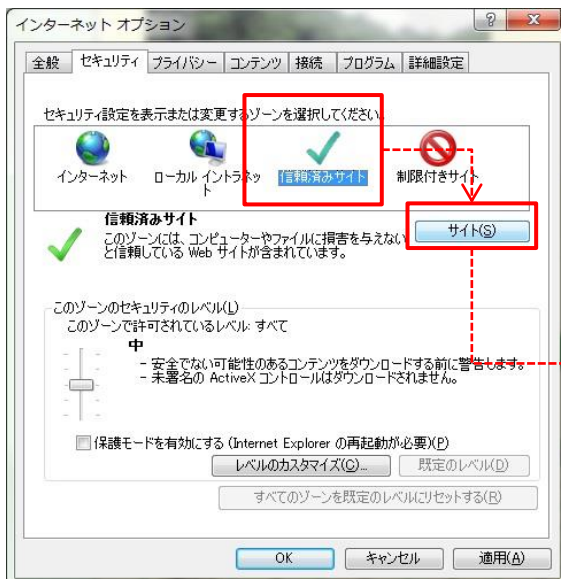 インターネット オプション
全般 セキュリティ プライバシー コンテンツ 接続 プログラム 詳細設定
セキュリティ設定を表示または変更するゾーンを選択してください。
インターネット ローカル イントラネッ
ト 信頼済みサイト 制限付きサイト
信頼済みサイト
このゾーンには、コンピューターやファイルに損害を与えない
と信頼している Web サイトが含まれています。
サイト(S)
このゾーンのセキュリティのレベル(L)
このゾーンで許可されているレベル: すべて
中
- 安全でない可能性のあるコンテンツをダウンロードする前に警告します。
- 未署名の ActiveX コントロールはダウンロードされません。
保護モードを有効にする (Internet Explorer の再起動が必要)(P)
レベルのカスタマイズ(C)... 既定のレベル(D)
すべてのゾーンを既定のレベルにリセットする(R)
OK キャンセル 適用(A)